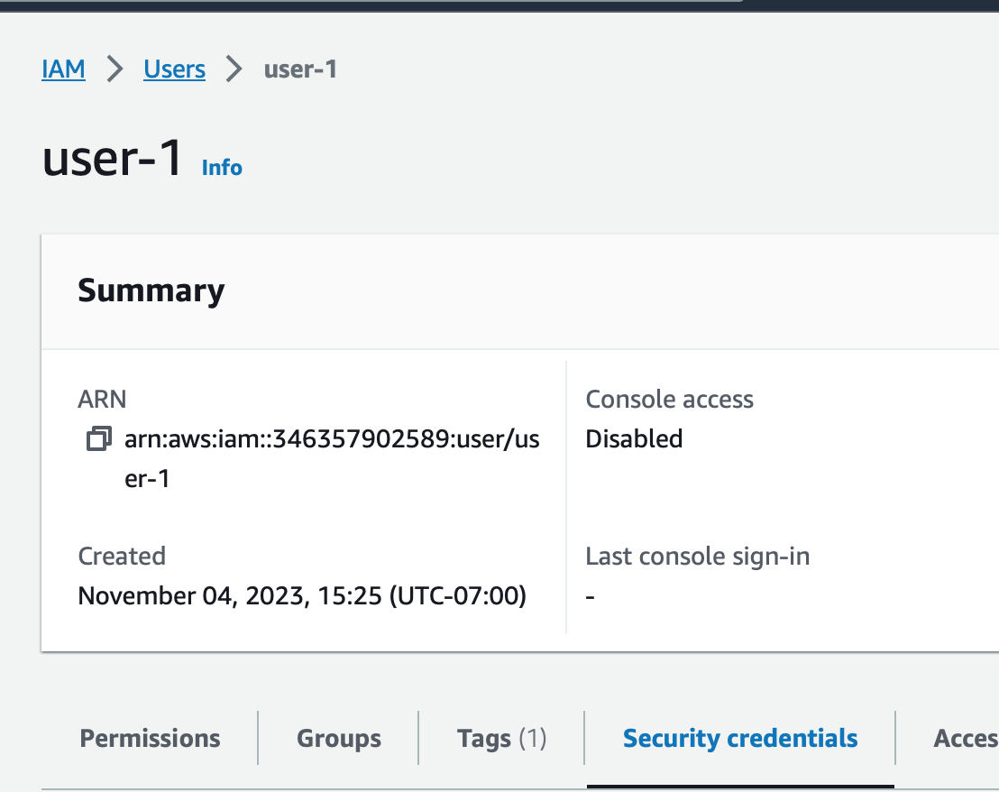 IAM > Users > user-1
user-1 Info
Summary
ARN
arn:aws:iam::346357902589:user/us
er-1
Console access
Disabled
Created
November 04, 2023, 15:25 (UTC-07:00)
Last console sign-in
-
Permissions
Groups
Tags (1)
Security credentials
Acces